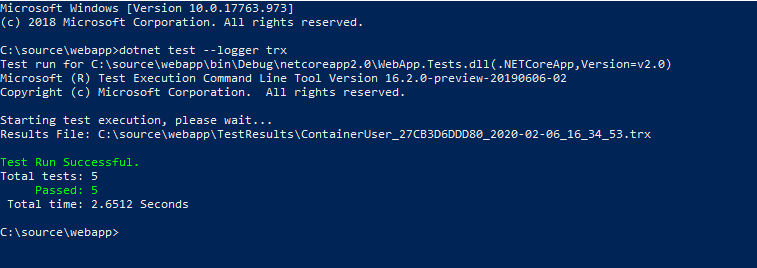 Microsoft Windows [Version 10.0.17763.973]
(c) 2018 Microsoft Corporation. All rights reserved.
C:\source\webapp>dotnet test --logger trx
Test run for C:\source\webapp\bin\Debug\netcoreapp2.0\WebApp.Tests.dll(.NETCoreApp,Version=v2.0)
Microsoft (R) Test Execution Command Line Tool Version 16.2.0-preview-20190606-02
Copyright (c) Microsoft Corporation.  All rights reserved.
Starting test execution, please wait...
Results File: C:\source\webapp\TestResults\ContainerUser_27CB3D6DDD80_2020-02-06_16_34_53.trx
Test Run Successful.
Total tests: 5
     Passed: 5
 Total time: 2.6512 Seconds
C:\source\webapp>